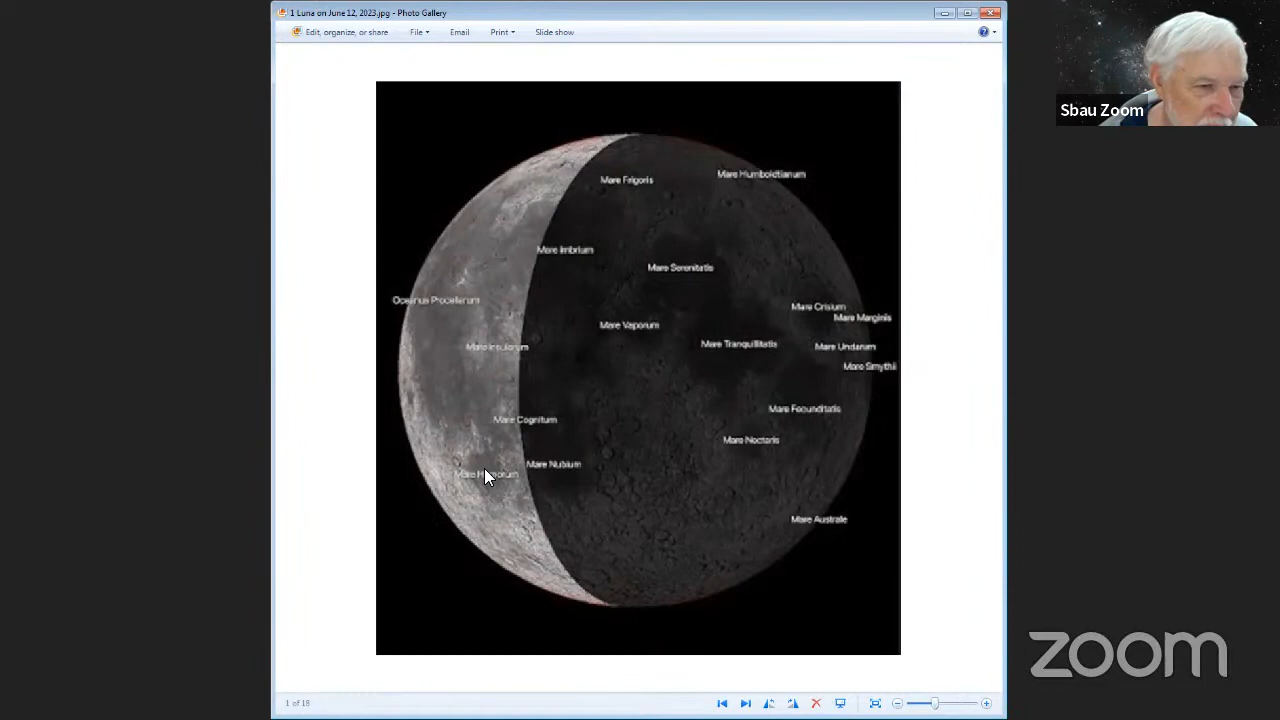 1 Luna on June 12, 2023.jpg - Photo Gallery
Edit, organize, or share File Email Print Slide show
Sbau Zoom
Mare Frigoris
Mare Humboldtianum
Mare Imbrium
Mare Serenitatis
Oceanus Procellarum
Mare Crisium
Mare Marginis
Mare Vaporum
Mare Insularum
Mare Tranquillitatis
Mare Undarum
Mare Smythii
Mare Fecunditatis
Mare Cognitum
Mare Nectaris
Mare Nubium
Mare Humorum
Mare Australe
zoom
1 of 18